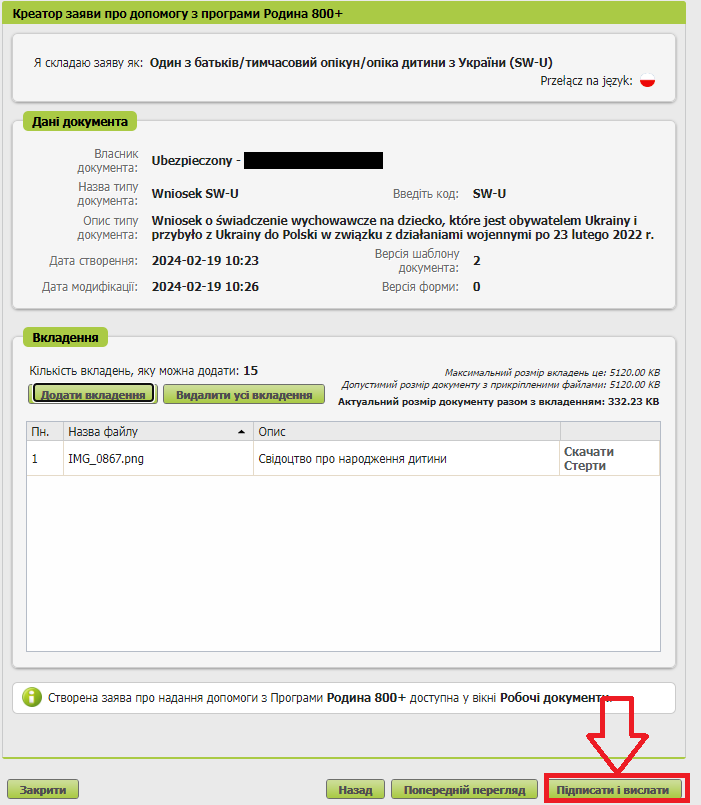 Креатор заяви про допомогу з програми Родина 800+
Я складаю заяву як: Один з батьків/тимчасовий опікун/опіка дитини з України (SW-U)
Przełącz na język:
Дані документа
Власник документа: Ubezpieczony -
Назва типу документа: Wniosek SW-U Введіть код: SW-U
Опис типу документа: Wniosek o świadczenie wychowawcze na dziecko, które jest obywatelem Ukrainy i
przybyło z Ukrainy do Polski w związku z działaniami wojennymi po 23 lutego 2022 r.
Дата створення: 2024-02-19 10:23 Версія шаблону документа: 2
Дата модифікації: 2024-02-19 10:26 Версія форми: 0
Вкладення
Кількість вкладень, яку можна додати: 15
Максимальний розмір вкладень це: 5120.00 KB
Допустимий розмір документу з прикріпленими файлами: 5120.00 KB
Додати вкладення Видалити усі вкладення
Актуальний розмір документу разом з вкладенням: 332.23 KB
Пн. Назва файлу Опис
1 IMG_0867.png Свідоцтво про народження дитини Скачати
Стерти
Створена заява про надання допомоги з Програми Родина 800+ доступна у вікні Робочі документи.
Закрити Назад Попередній перегляд Підписати і вислати